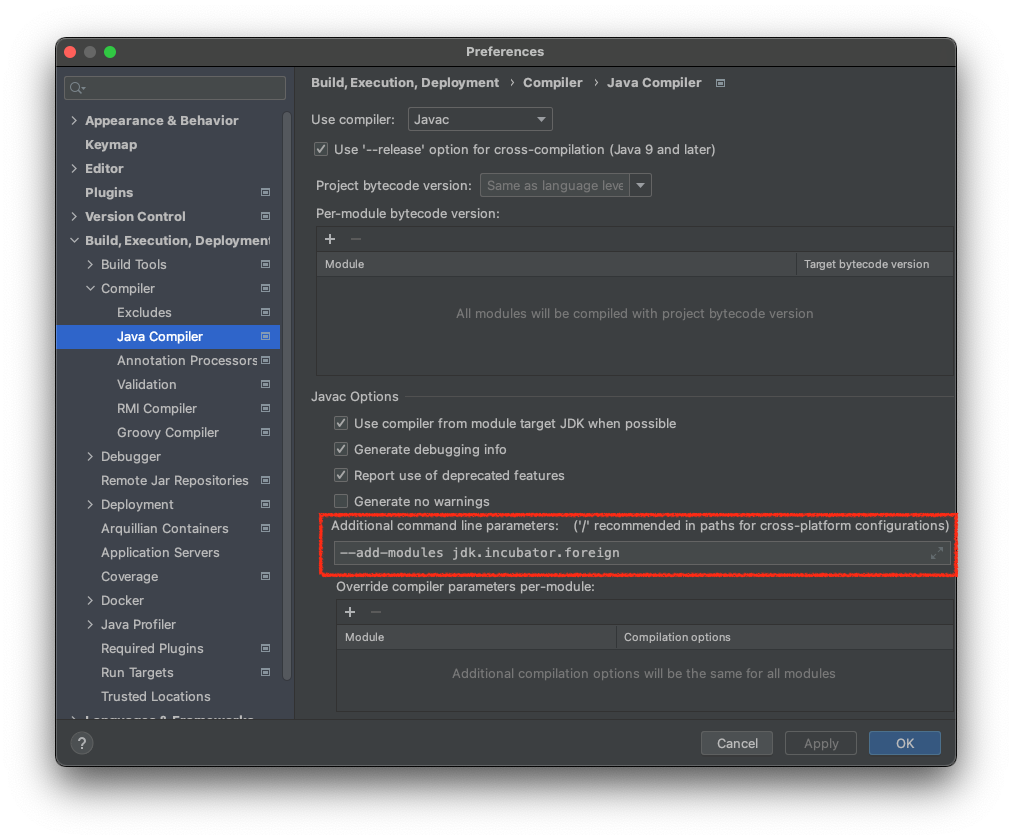 Preferences
Appearance & Behavior
Keymap
Editor
Plugins
Version Control
Build, Execution, Deployment
Build Tools
Compiler
Excludes
Java Compiler
Annotation Processors
Validation
RMI Compiler
Groovy Compiler
Debugger
Remote Jar Repositories
Deployment
Arquillian Containers
Application Servers
Coverage
Docker
Java Profiler
Required Plugins
Run Targets
Trusted Locations
Languages & Frameworks
Build, Execution, Deployment › Compiler › Java Compiler
Use compiler: Javac
Use '--release' option for cross-compilation (Java 9 and later)
Project bytecode version: Same as language leve
Per-module bytecode version:
Module Target bytecode version
All modules will be compiled with project bytecode version
Javac Options
Use compiler from module target JDK when possible
Generate debugging info
Report use of deprecated features
Generate no warnings
Additional command line parameters: ('/' recommended in paths for cross-platform configurations)
--add-modules jdk.incubator.foreign
Override compiler parameters per-module:
Module Compilation options
Additional compilation options will be the same for all modules
? Cancel Apply OK